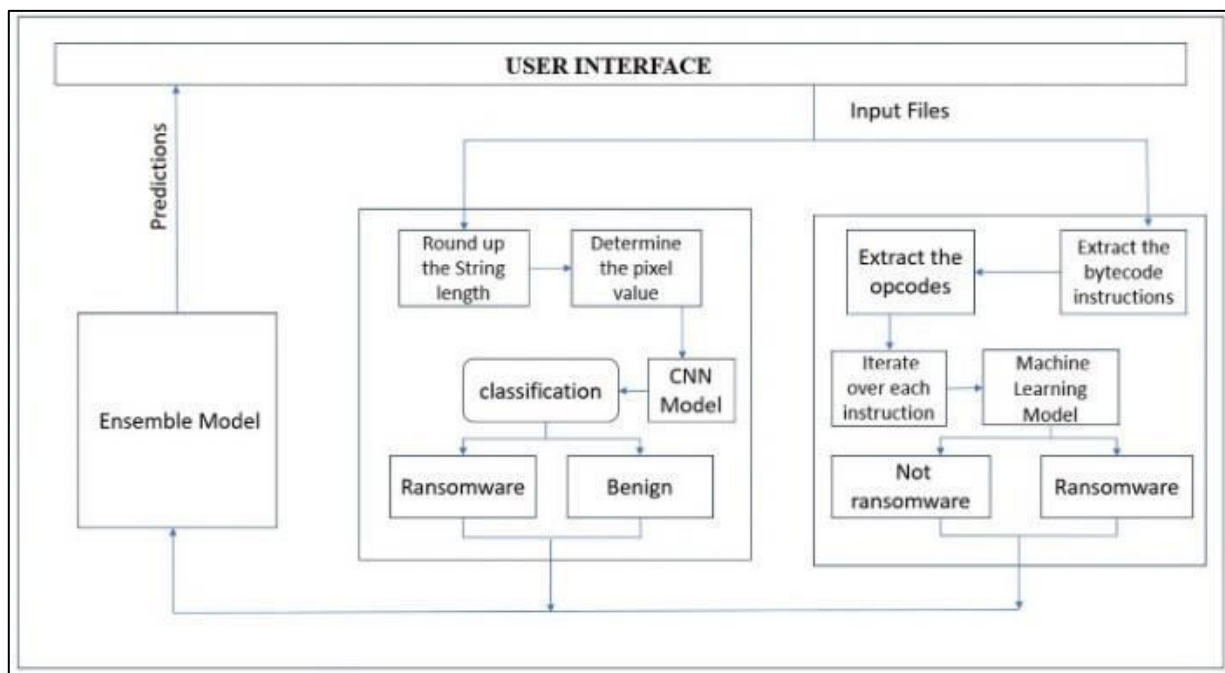 USER INTERFACE
Input Files
Predictions
Round up
the String
length
Determine
the pixel
value
CNN
Model
classification
Ransomware
Benign
Extract the
bytecode
instructions
Extract the
opcodes
Iterate
over each
instruction
Machine
Learning
Model
Not
ransomware
Ransomware
Ensemble Model